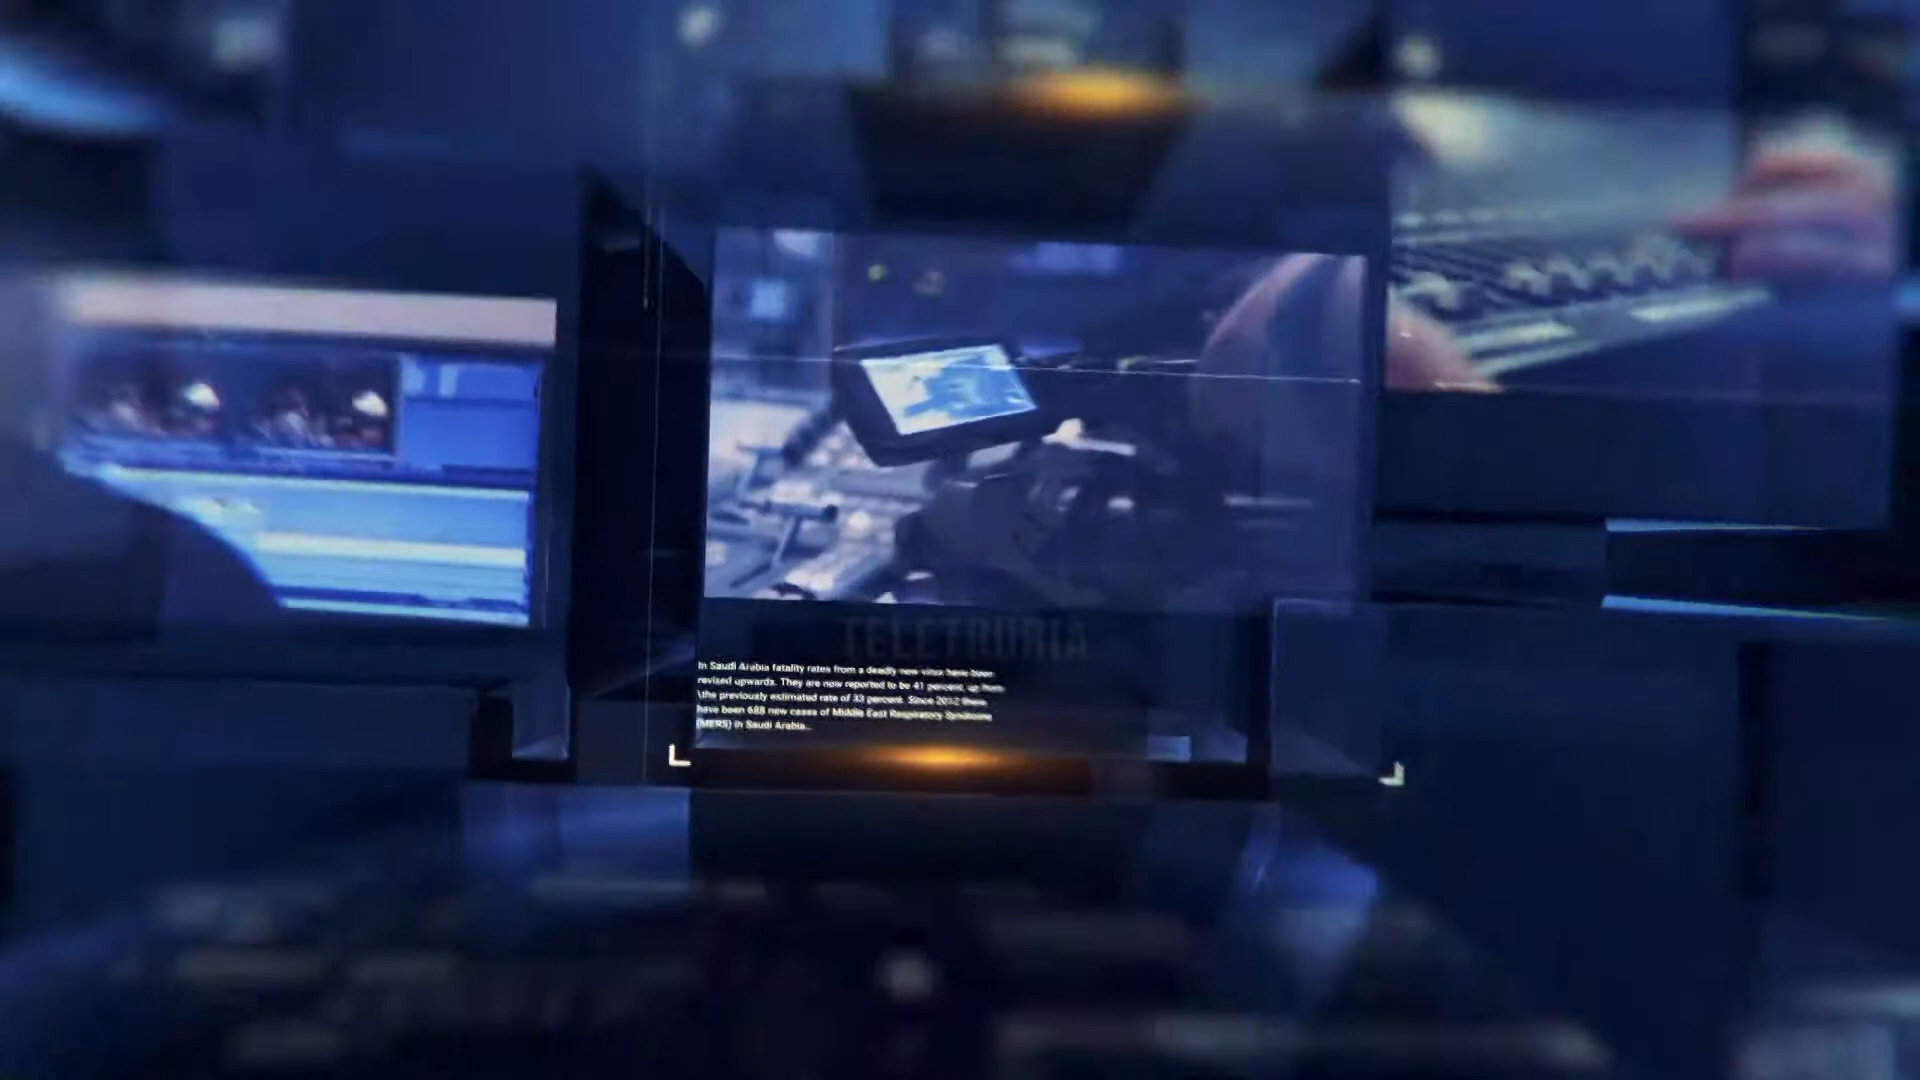 TELETRURIA
In Saudi Arabia fatality rates from a deadly new virus have been
revised upwards. They are now reported to be 41 percent, up from
\the previously estimated rate of 33 percent. Since 2012 there
have been 688 new cases of Middle East Respiratory Syndrome
(MERS) in Saudi Arabia...